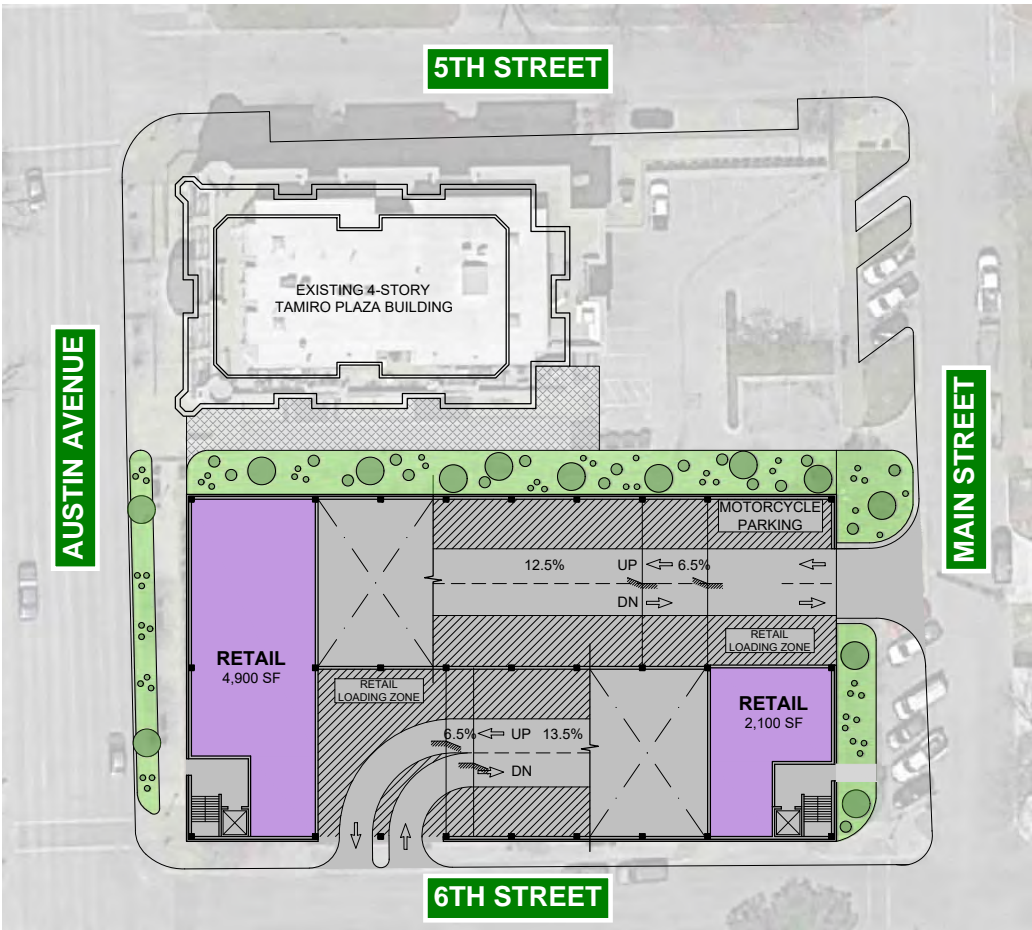 5TH STREET
EXISTING 4-STORY
TAMIRO PLAZA BUILDING
AUSTIN AVENUE
MAIN STREET
MOTORCYCLE
PARKING
12.5%
UP
6.5%
DN
RETAIL
LOADING ZONE
RETAIL
4,900 SF
RETAIL
LOADING ZONE
RETAIL
2,100 SF
6.5%
UP
13.5%
DN
6TH STREET